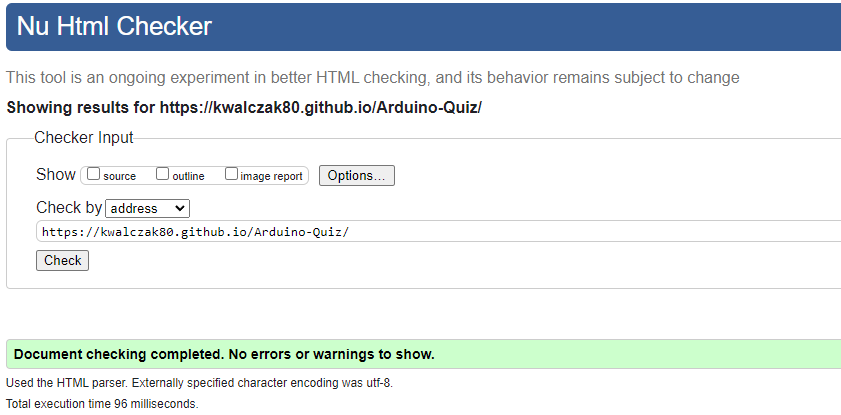 Nu Html Checker
This tool is an ongoing experiment in better HTML checking, and its behavior remains subject to change
Showing results for https://kwalczak80.github.io/Arduino-Quiz/
Checker Input
Show source outline image report Options...
Check by address
https://kwalczak80.github.io/Arduino-Quiz/
Check
Document checking completed. No errors or warnings to show.
Used the HTML parser. Externally specified character encoding was utf-8.
Total execution time 96 milliseconds.